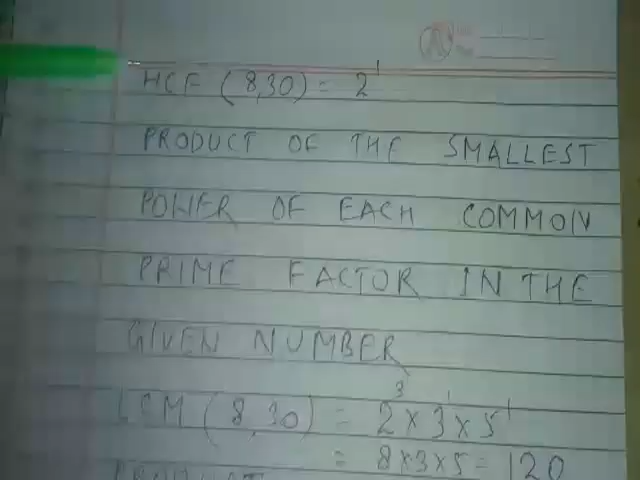 HCF (8,30) = 2¹
PRODUCT OF THE SMALLEST
POWER OF EACH COMMON
PRIME FACTOR IN THE
GIVEN NUMBER
LCM (8,30) = 2³ × 3¹ × 5¹
= 8×3×5 = 120
PRODUCT